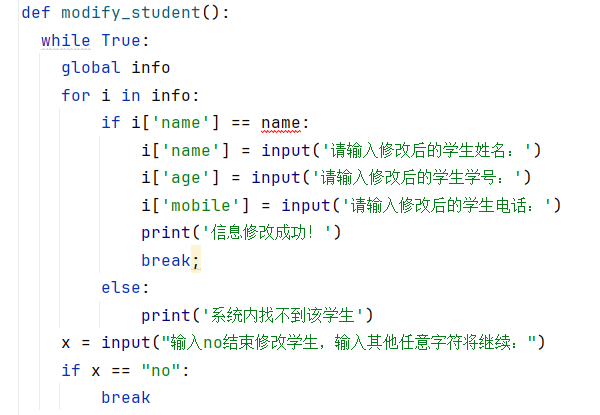 def modify_student():
  while True:
    global info
    for i in info:
        if i['name'] == name:
            i['name'] = input('请输入修改后的学生姓名：')
            i['age'] = input('请输入修改后的学生学号：')
            i['mobile'] = input('请输入修改后的学生电话：')
            print('信息修改成功！')
            break;
        else:
            print('系统内找不到该学生')
    x = input("输入no结束修改学生，输入其他任意字符将继续：")
    if x == "no":
        break